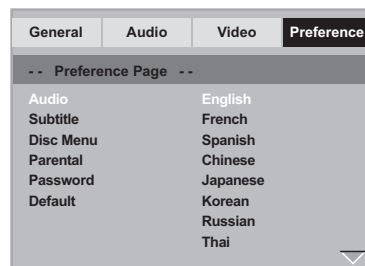 General Audio Video Preference
- - Preference Page - -
Audio English
Subtitle French
Disc Menu Spanish
Parental Chinese
Password Japanese
Default Korean
Russian
Thai